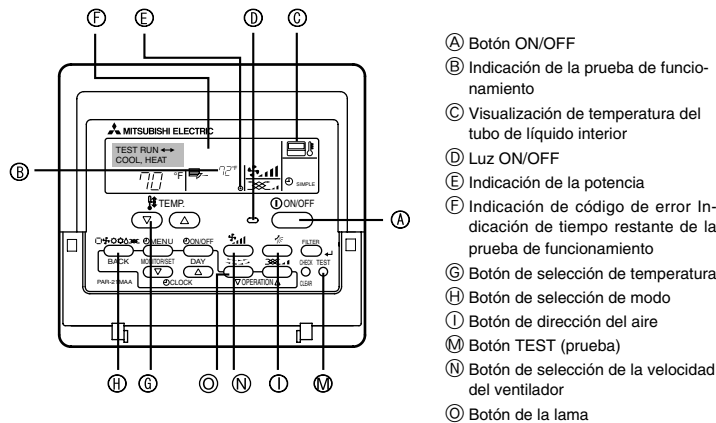 Ⓕ Ⓔ Ⓓ Ⓒ
MITSUBISHI ELECTRIC
TEST RUN ↔
COOL, HEAT
°F
72°F
SIMPLE
Ⓑ
TEMP.
ON/OFF
Ⓐ
MENU ON/OFF FILTER
BACK MONITOR/SET DAY CHECK TEST
PAR-21MAA CLOCK ▽ OPERATION △ CLEAR
Ⓗ Ⓖ Ⓞ Ⓝ Ⓘ Ⓜ
Ⓐ Botón ON/OFF
Ⓑ Indicación de la prueba de funcio-
namiento
Ⓒ Visualización de temperatura del
tubo de líquido interior
Ⓓ Luz ON/OFF
Ⓔ Indicación de la potencia
Ⓕ Indicación de código de error In-
dicación de tiempo restante de la
prueba de funcionamiento
Ⓖ Botón de selección de temperatura
Ⓗ Botón de selección de modo
Ⓘ Botón de dirección del aire
Ⓜ Botón TEST (prueba)
Ⓝ Botón de selección de la velocidad
del ventilador
Ⓞ Botón de la lama